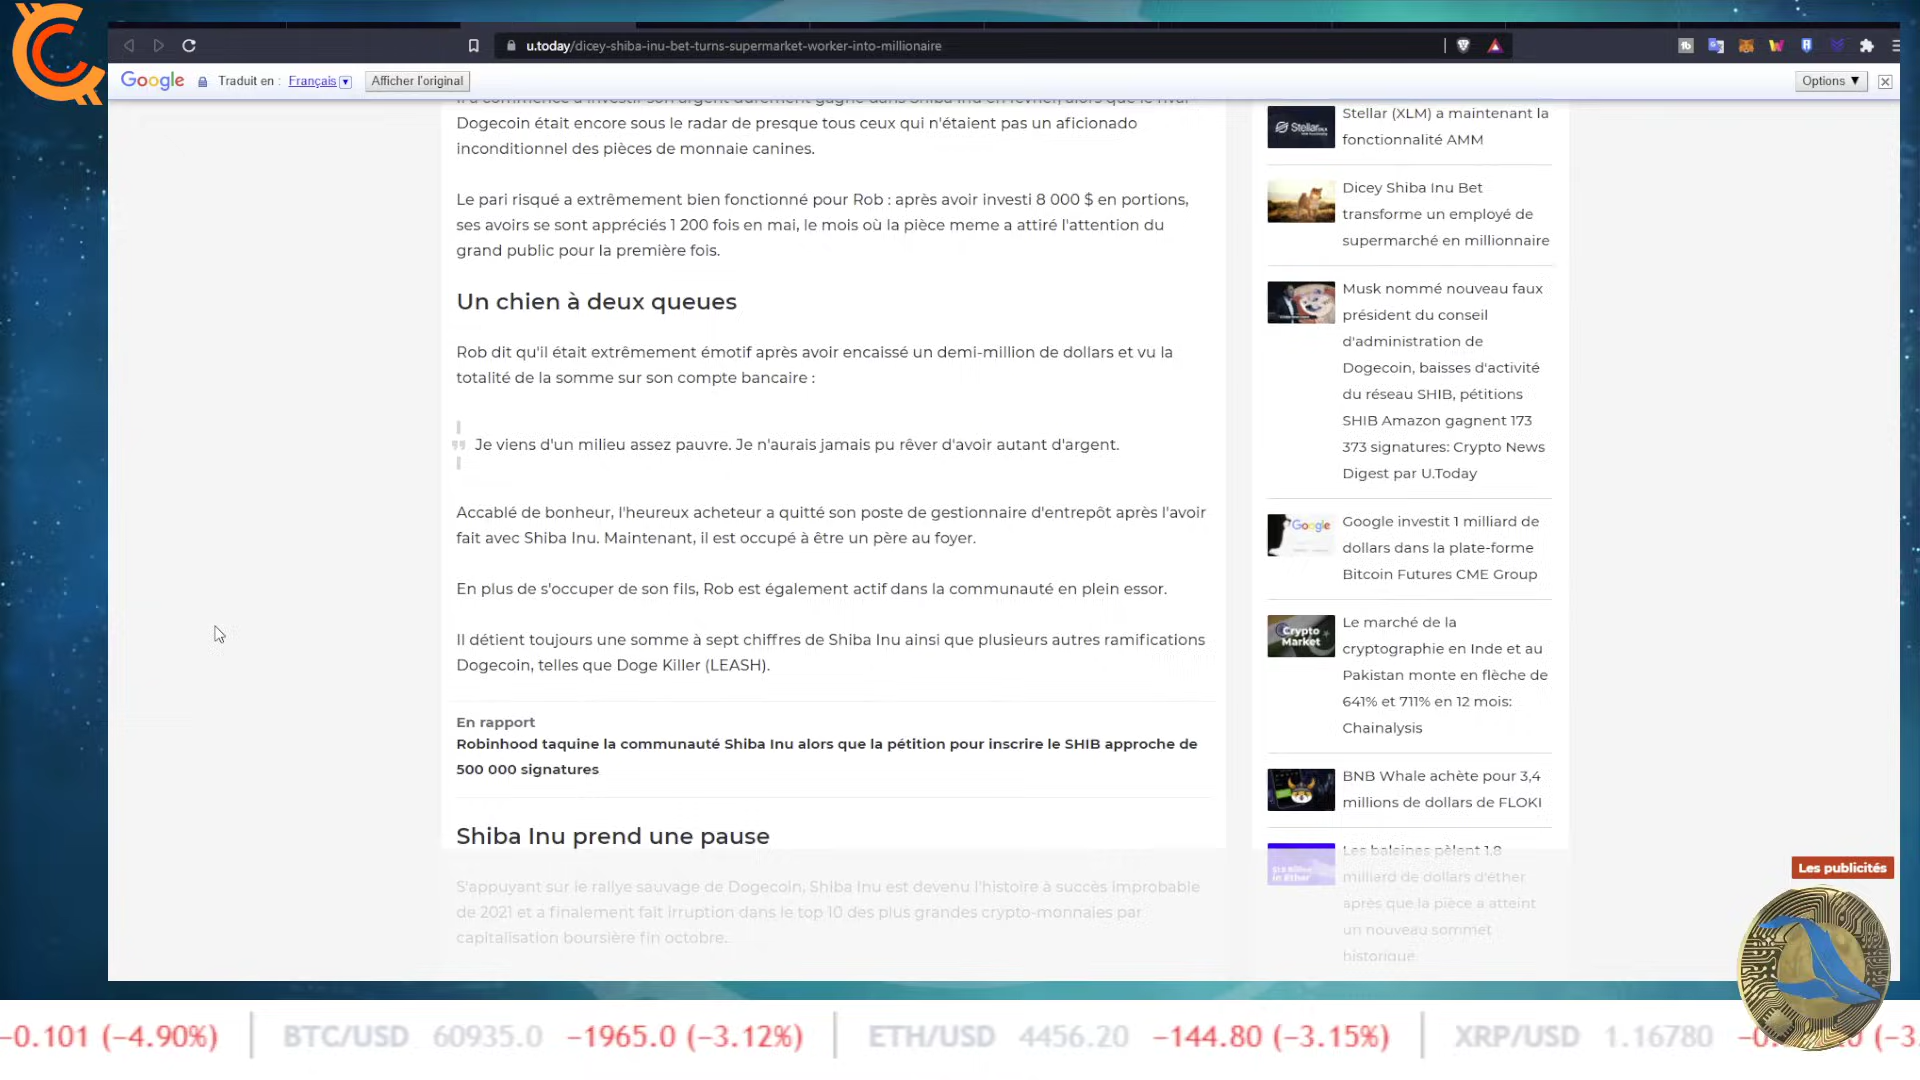 u.today/dicey-shiba-inu-bet-turns-supermarket-worker-into-millionaire
Google Traduit en : Français Afficher l'original
Options ▼
Il a commencé à investir son argent durement gagné dans Shiba Inu en février, alors que le rival
Dogecoin était encore sous le radar de presque tous ceux qui n'étaient pas un aficionado
inconditionnel des pièces de monnaie canines.
Le pari risqué a extrêmement bien fonctionné pour Rob : après avoir investi 8 000 $ en portions,
ses avoirs se sont appréciés 1 200 fois en mai, le mois où la pièce meme a attiré l'attention du
grand public pour la première fois.
Un chien à deux queues
Rob dit qu'il était extrêmement émotif après avoir encaissé un demi-million de dollars et vu la
totalité de la somme sur son compte bancaire :
Je viens d'un milieu assez pauvre. Je n'aurais jamais pu rêver d'avoir autant d'argent.
Accablé de bonheur, l'heureux acheteur a quitté son poste de gestionnaire d'entrepôt après l'avoir
fait avec Shiba Inu. Maintenant, il est occupé à être un père au foyer.
En plus de s'occuper de son fils, Rob est également actif dans la communauté en plein essor.
Il détient toujours une somme à sept chiffres de Shiba Inu ainsi que plusieurs autres ramifications
Dogecoin, telles que Doge Killer (LEASH).
En rapport
Robinhood taquine la communauté Shiba Inu alors que la pétition pour inscrire le SHIB approche de
500 000 signatures
Shiba Inu prend une pause
S'appuyant sur le rallye sauvage de Dogecoin, Shiba Inu est devenu l'histoire à succès improbable
de 2021 et a finalement fait irruption dans le top 10 des plus grandes crypto-monnaies par
capitalisation boursière fin octobre.
Stellar
Stellar (XLM) a maintenant la
fonctionnalité AMM
Dicey Shiba Inu Bet
transforme un employé de
supermarché en millionnaire
Musk nommé nouveau faux
président du conseil
d'administration de
Dogecoin, baisses d'activité
du réseau SHIB, pétitions
SHIB Amazon gagnent 173
373 signatures: Crypto News
Digest par U.Today
Google
Google investit 1 milliard de
dollars dans la plate-forme
Bitcoin Futures CME Group
Crypto
Market
Le marché de la
cryptographie en Inde et au
Pakistan monte en flèche de
641% et 711% en 12 mois:
Chainalysis
BNB Whale achète pour 3,4
millions de dollars de FLOKI
$1.8 Billion
in Ether
Les baleines pèlent 1,8
milliard de dollars d'éther
après que la pièce a atteint
un nouveau sommet
historique
Les publicités
−0.101 (−4.90%) BTC/USD 60935.0 −1965.0 (−3.12%) ETH/USD 4456.20 −144.80 (−3.15%) XRP/USD 1.16780